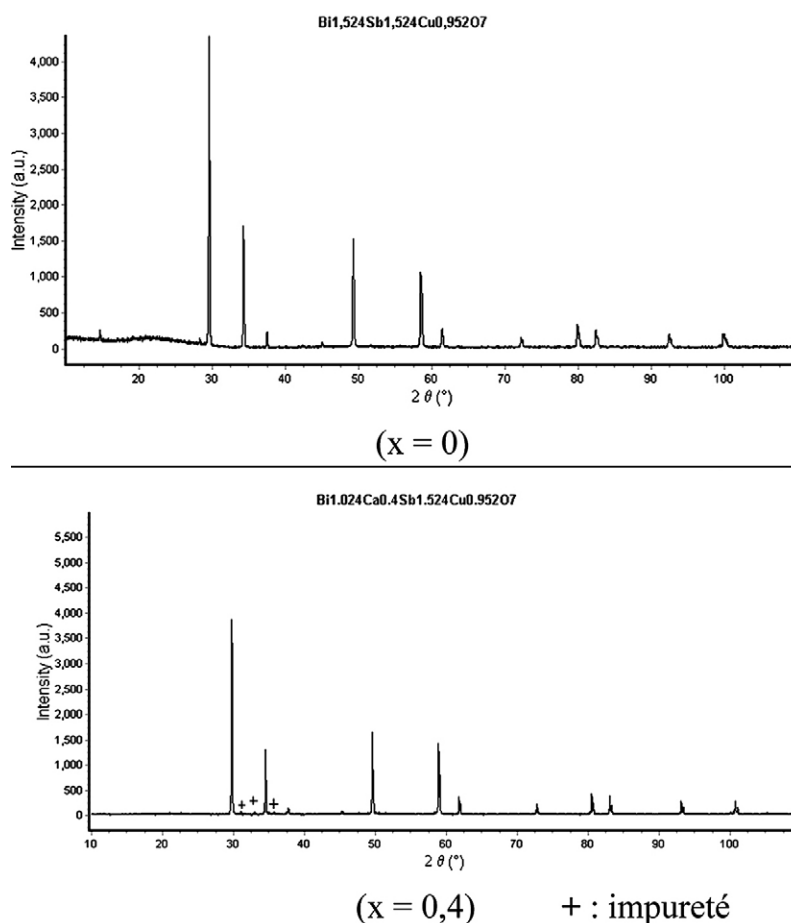 Bi1,524Sb1,524Cu0,952O7
Intensity (a.u.)
4,000
3,500
3,000
2,500
2,000
1,500
1,000
500
0
20 30 40 50 60 70 80 90 100
2 θ (°)
(x = 0)
Bi1.024Ca0.4Sb1.524Cu0.952O7
Intensity (a.u.)
5,500
5,000
4,500
4,000
3,500
3,000
2,500
2,000
1,500
1,000
500
0
+ + +
10 20 30 40 50 60 70 80 90 100
2 θ (°)
(x = 0,4) + : impureté